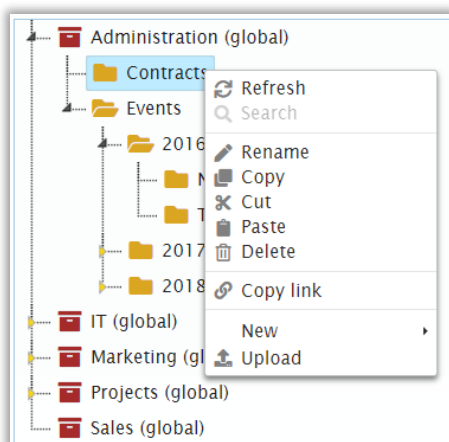 Administration (global)
Contracts
Refresh
Search
Events
2016
Rename
Copy
Cut
Paste
2017
Delete
2018
Copy link
IT (global)
New
Marketing (gl
Upload
Projects (global)
Sales (global)